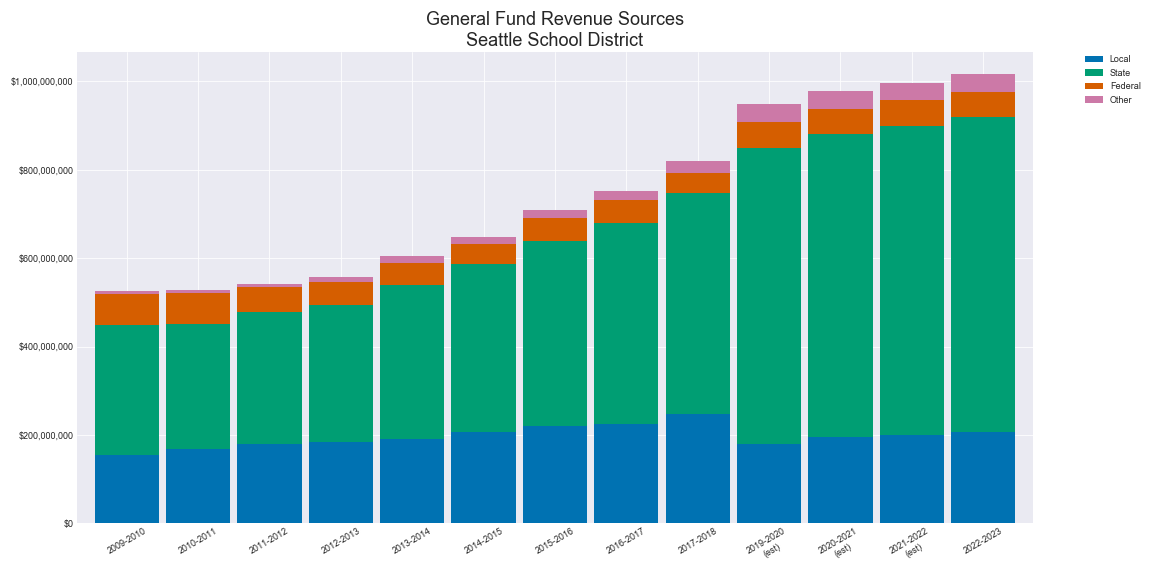 General Fund Revenue Sources
Seattle School District
Local
State
Federal
Other
$1,000,000,000
$800,000,000
$600,000,000
$400,000,000
$200,000,000
$0
2009-2010
2010-2011
2011-2012
2012-2013
2013-2014
2014-2015
2015-2016
2016-2017
2017-2018
2019-2020
(est)
2020-2021
(est)
2021-2022
(est)
2022-2023